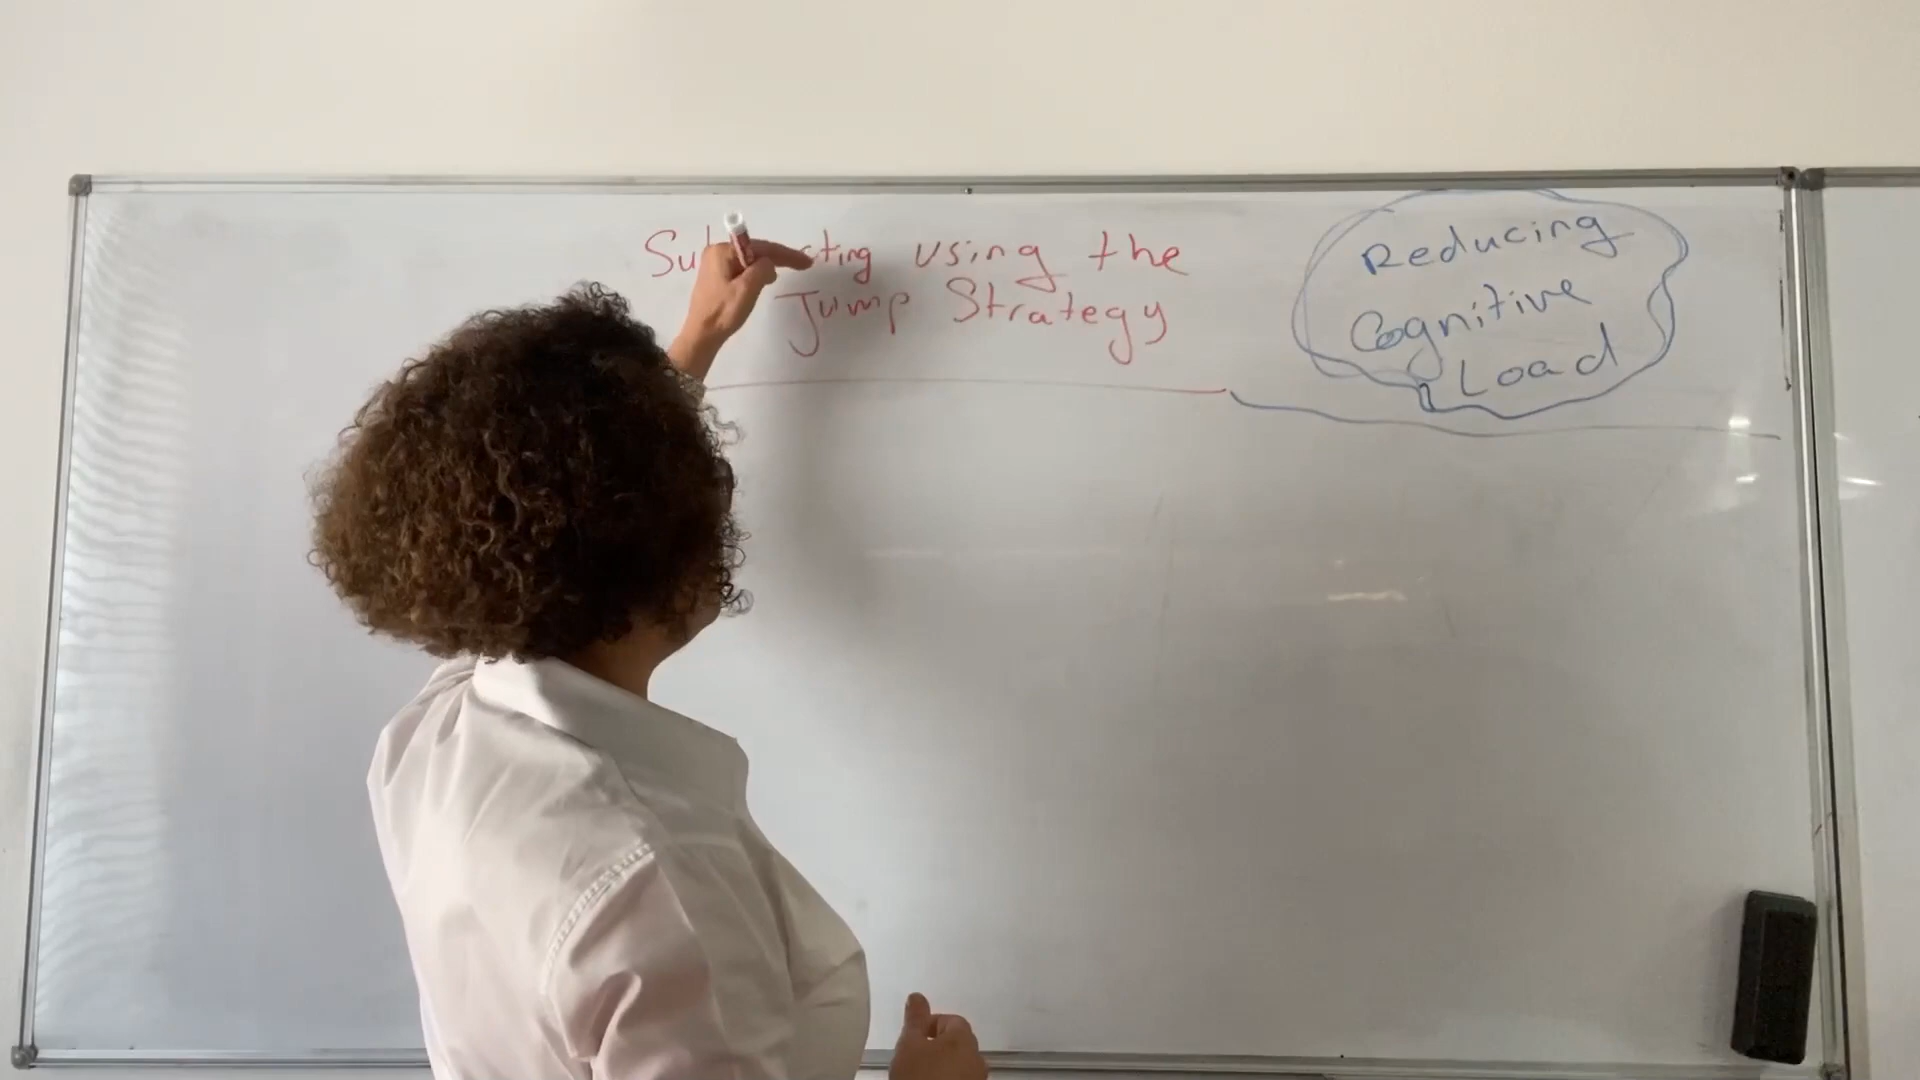 Subtracting using the
Jump Strategy
Reducing
Cognitive
Load